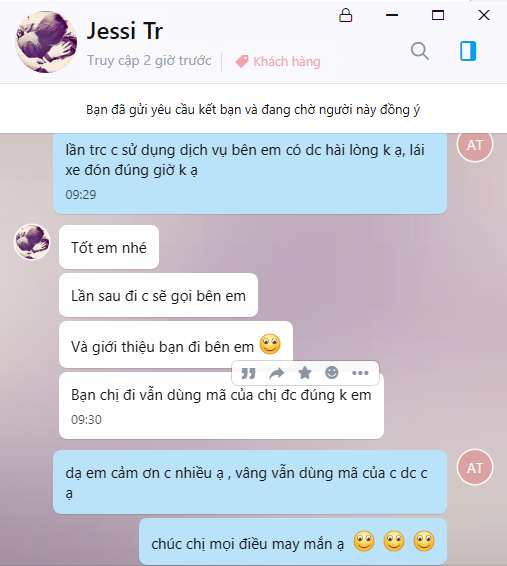 Jessi Tr
Truy cập 2 giờ trước
Khách hàng
Bạn đã gửi yêu cầu kết bạn và đang chờ người này đồng ý
AT
lần trc c sử dụng dịch vụ bên em có dc hài lòng k ạ, lái
xe đón đúng giờ k ạ
09:29
Tốt em nhé
Lần sau đi c sẽ gọi bên em
Và giới thiệu bạn đi bên em
Bạn chị đi vẫn dùng mã của chị đc đúng k em
09:30
AT
dạ em cảm ơn c nhiều ạ , vâng vẫn dùng mã của c dc c
ạ
chúc chị mọi điều may mắn ạ